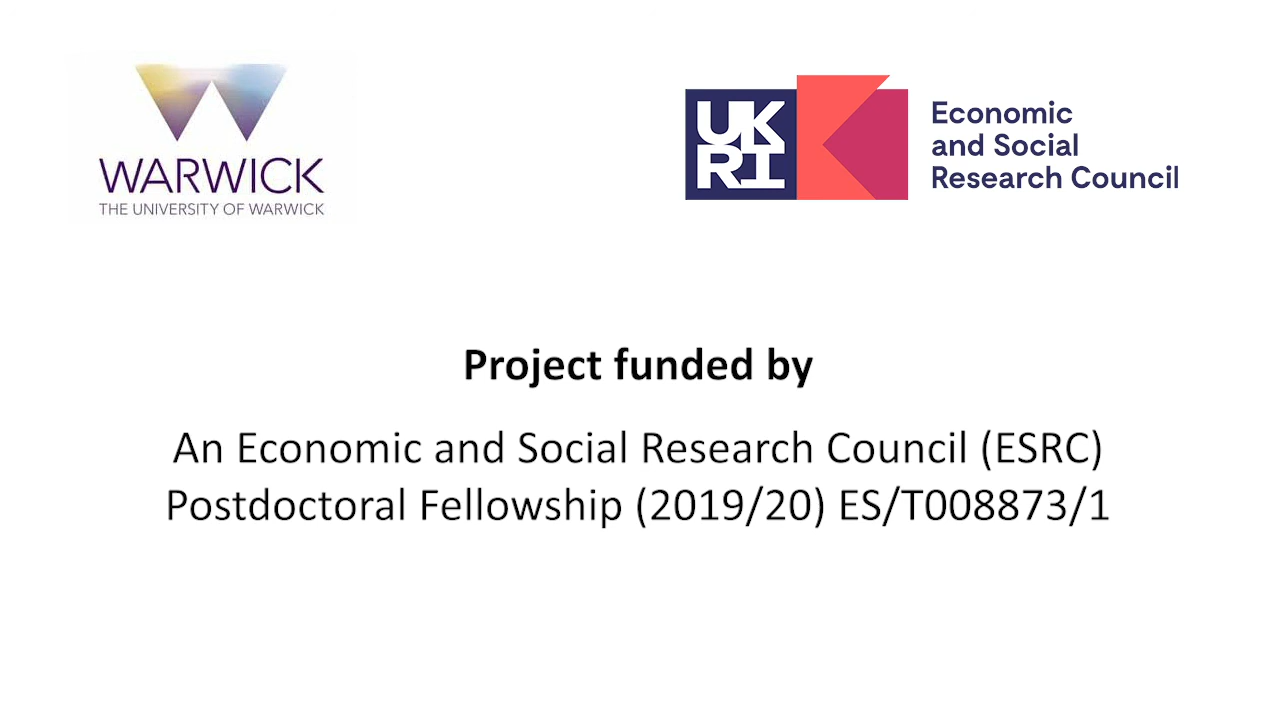 WARWICK
THE UNIVERSITY OF WARWICK
UK
RI
Economic
and Social
Research Council
Project funded by
An Economic and Social Research Council (ESRC)
Postdoctoral Fellowship (2019/20) ES/T008873/1